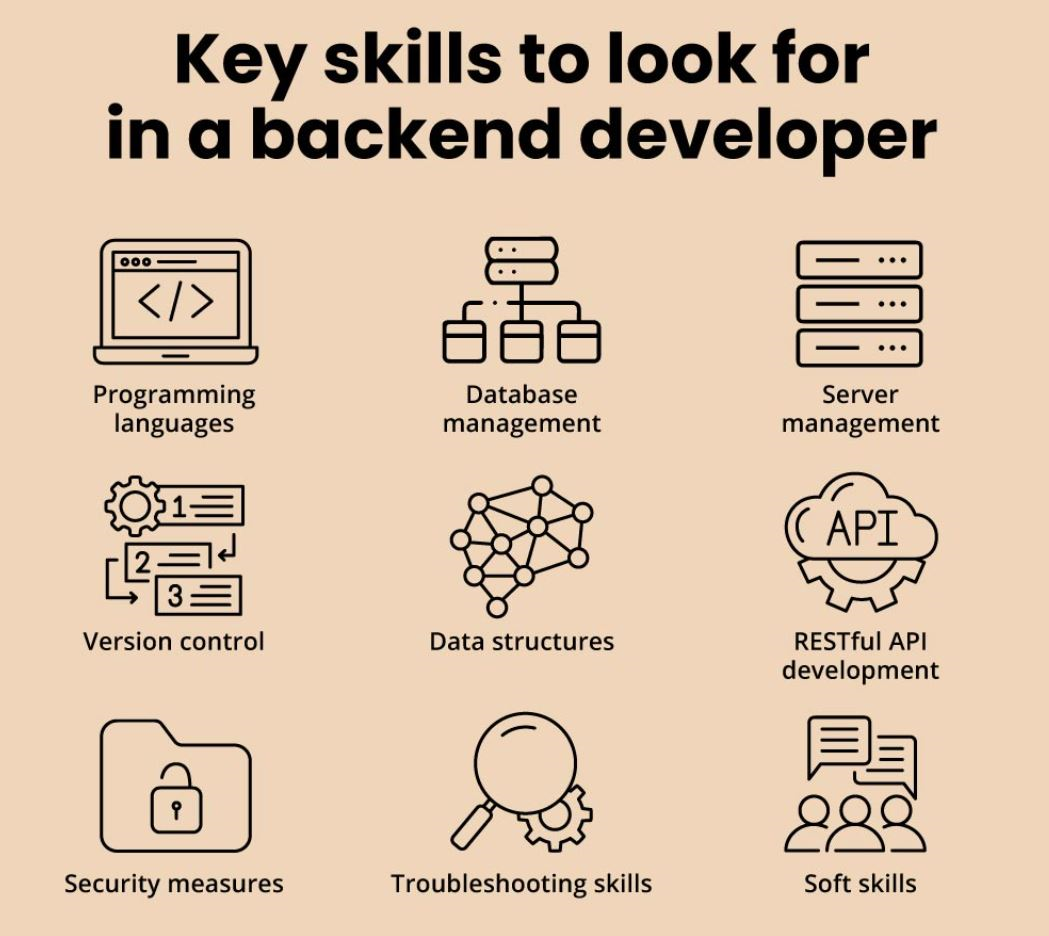 Key skills to look for
in a backend developer
Programming
languages
Database
management
Server
management
1
2
3
Version control
Data structures
API
RESTful API
development
Security measures
Troubleshooting skills
Soft skills